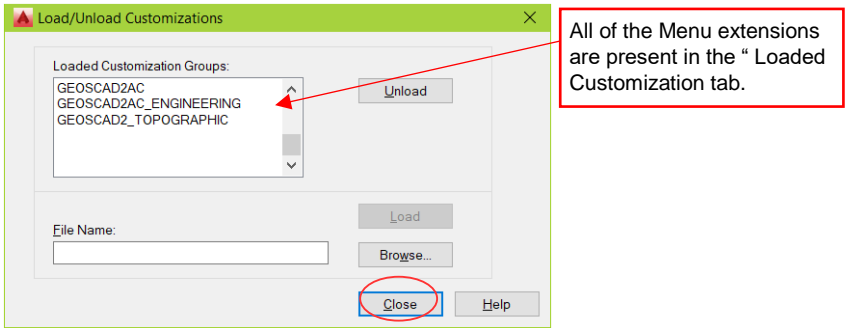 Load/Unload Customizations
All of the Menu extensions
are present in the “ Loaded
Customization tab.
Loaded Customization Groups:
GEOSCAD2AC
GEOSCAD2AC_ENGINEERING
GEOSCAD2_TOPOGRAPHIC
Unload
Load
File Name:
Browse...
Close
Help